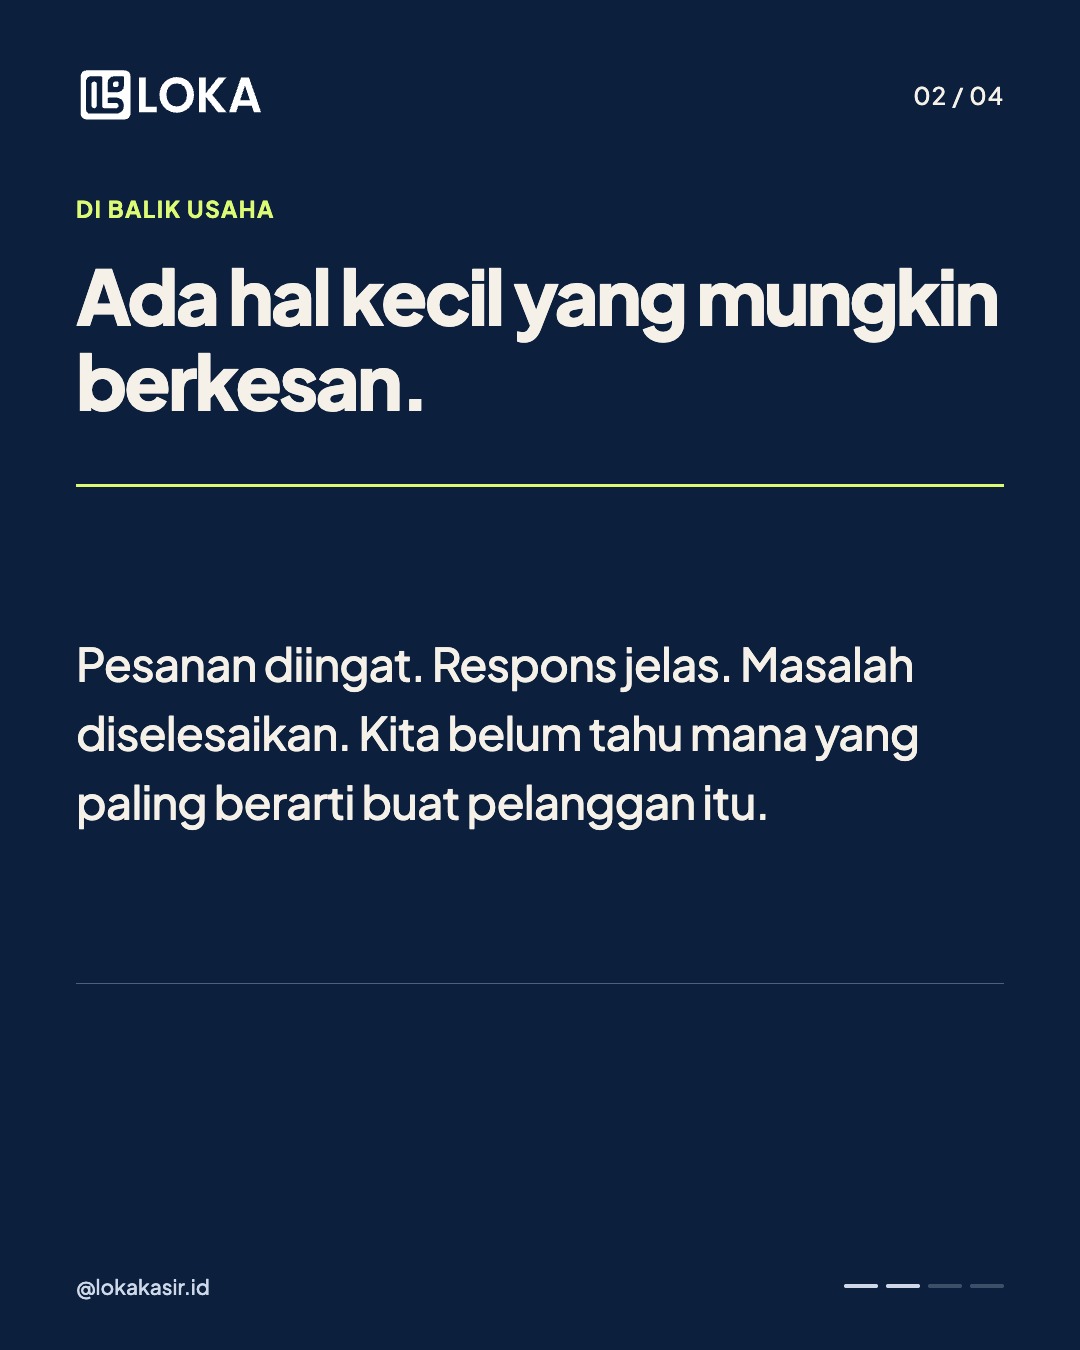 LOKA
02 / 04
DI BALIK USAHA
Ada hal kecil yang mungkin
berkesan.
Pesanan diingat. Respons jelas. Masalah
diselesaikan. Kita belum tahu mana yang
paling berarti buat pelanggan itu.
@lokakasir.id